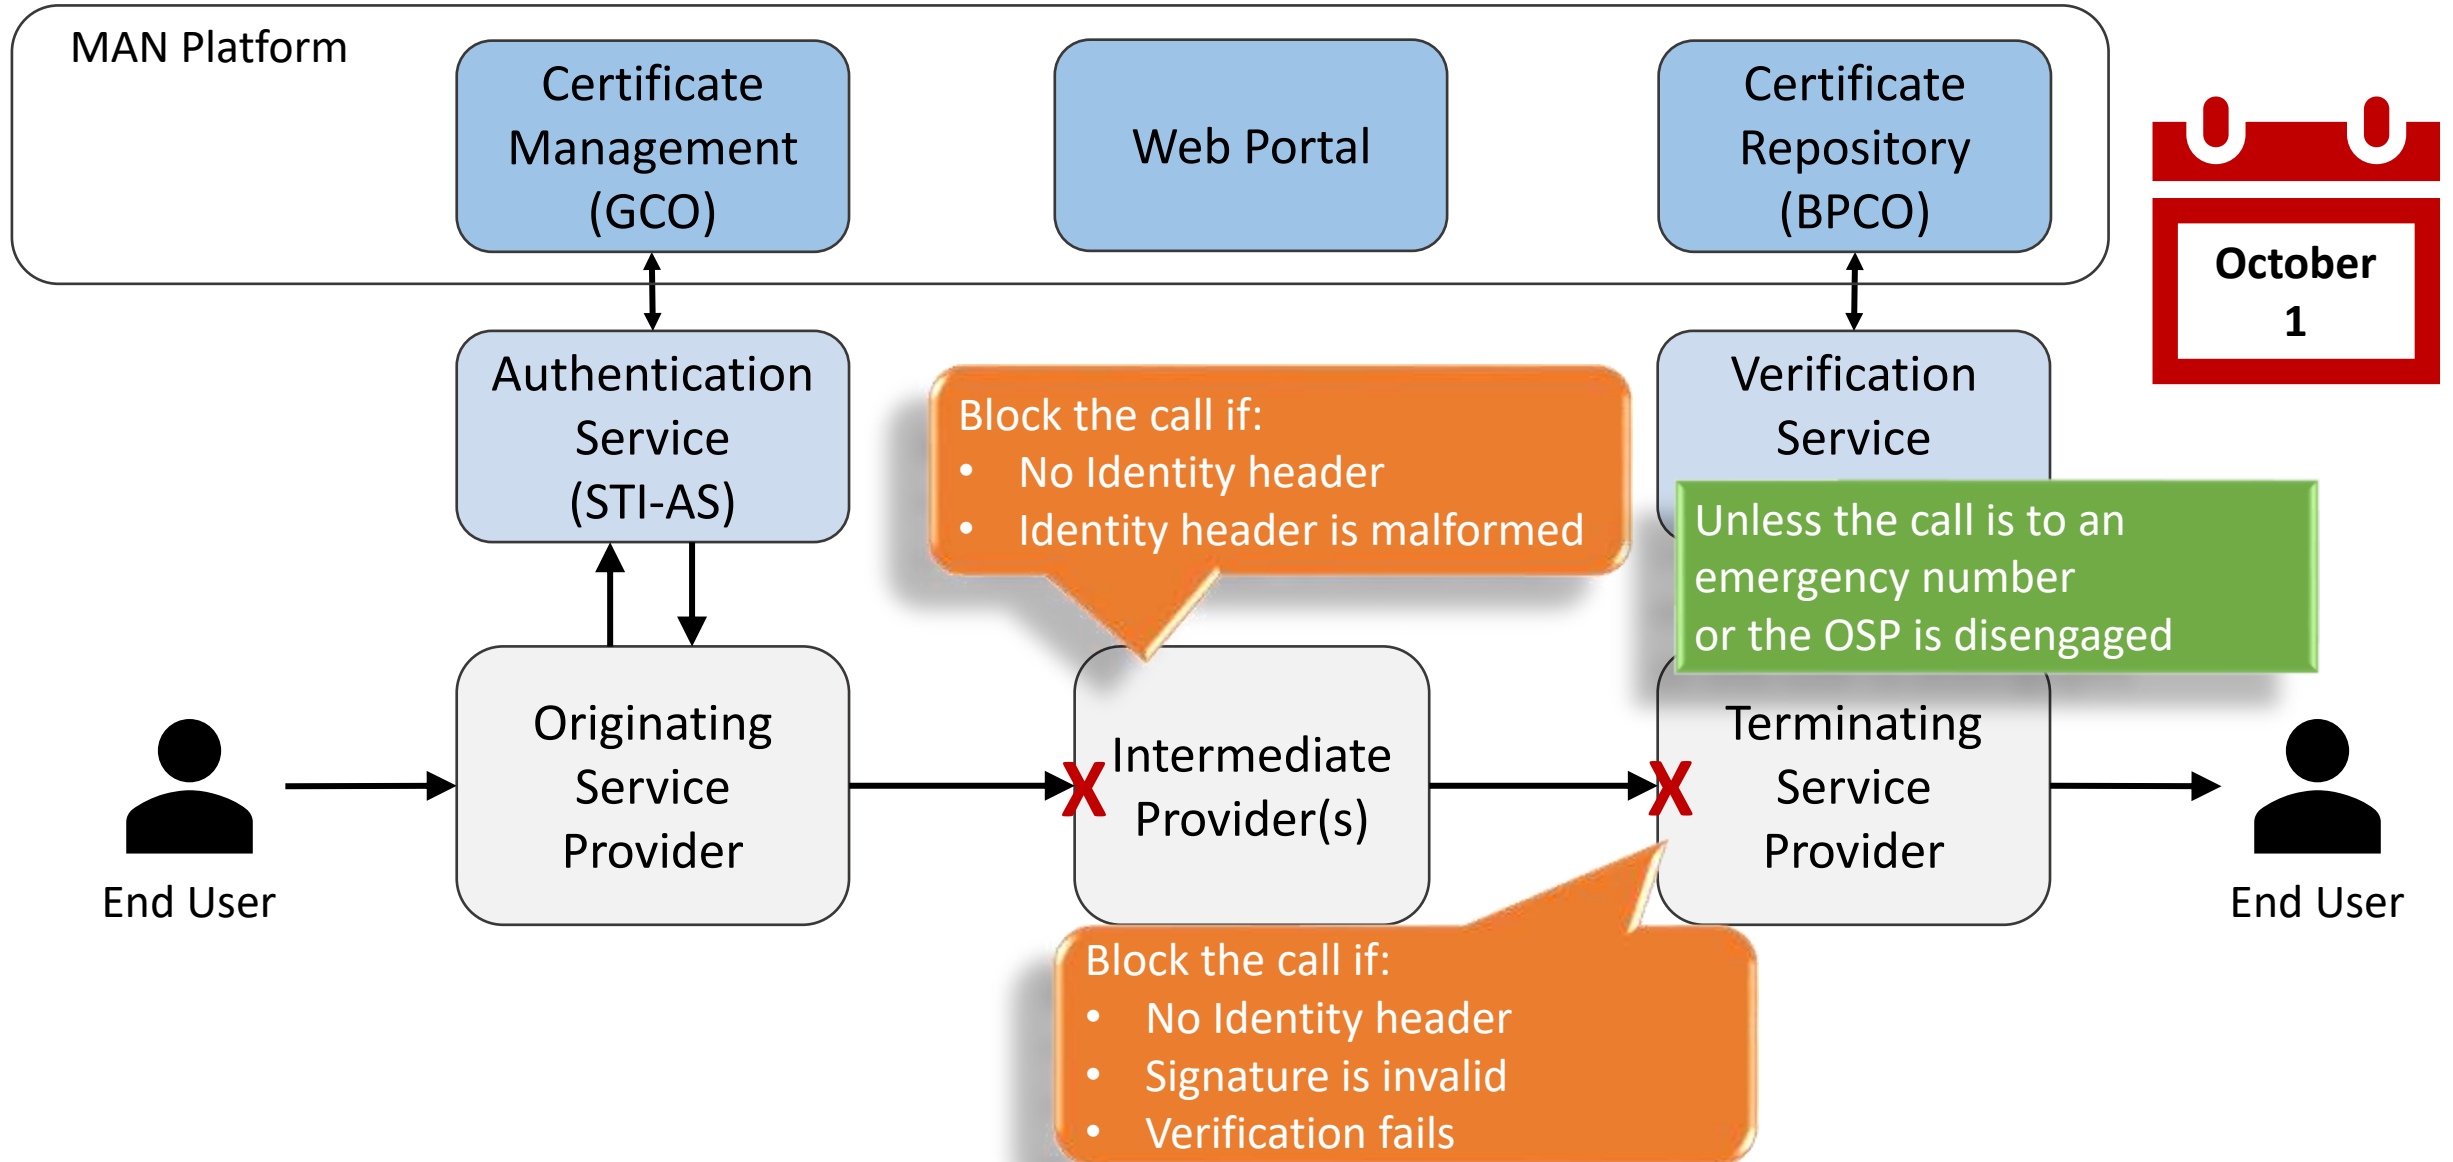 MAN Platform
Certificate
Management
(GCO)
Web Portal
Certificate
Repository
(BPCO)
October
1
Authentication
Service
(STI-AS)
Block the call if:
• No Identity header
• Identity header is malformed
Verification
Service
Unless the call is to an
emergency number
or the OSP is disengaged
Originating
Service
Provider
X
Intermediate
Provider(s)
X
Terminating
Service
Provider
End User
End User
Block the call if:
• No Identity header
• Signature is invalid
• Verification fails